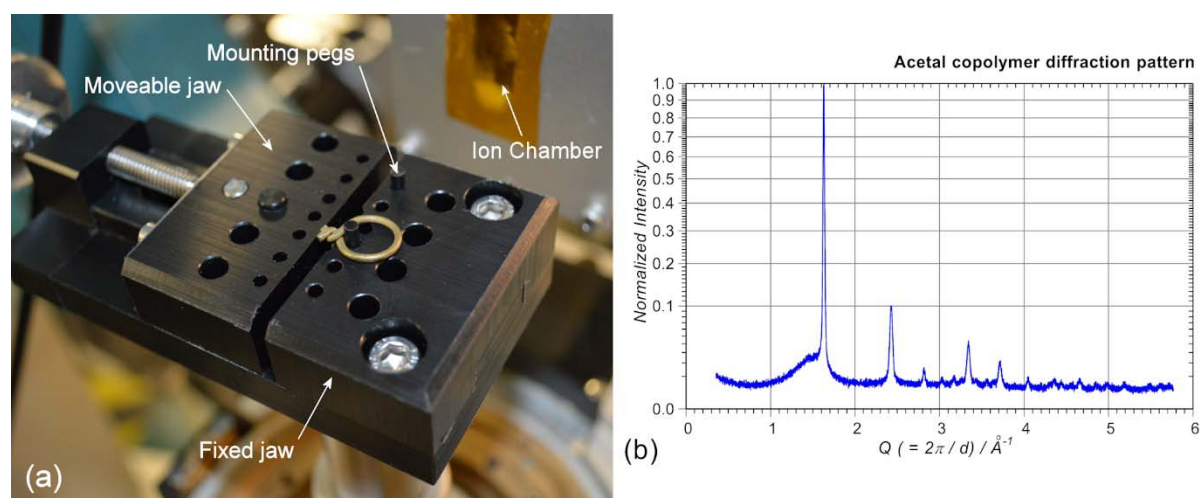 Mounting pegs
Moveable jaw
Ion Chamber
Fixed jaw
(a)
Acetal copolymer diffraction pattern
Normalized Intensity
1.0
0.9
0.8
0.7
0.6
0.5
0.4
0.3
0.2
0.1
0.0
0 1 2 3 4 5 6
Q ( = 2π / d) / Å⁻¹
(b)